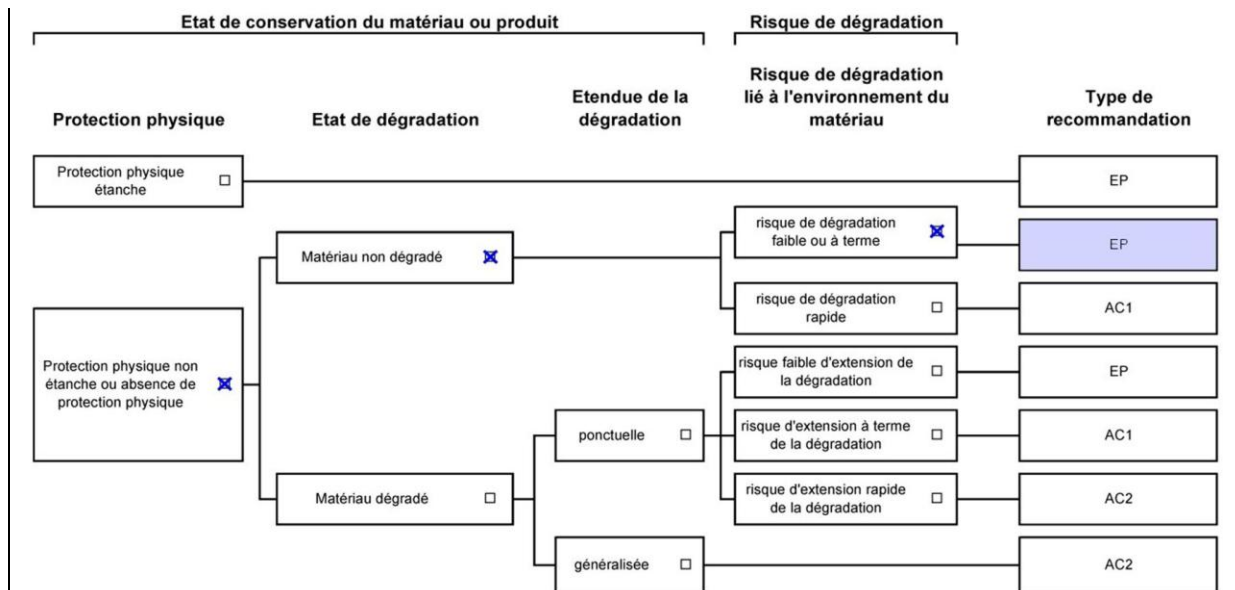 Etat de conservation du matériau ou produit
Risque de dégradation
Protection physique
Etat de dégradation
Etendue de la
dégradation
Risque de dégradation
lié à l'environnement du
matériau
Type de
recommandation
Protection physique
étanche
EP
risque de dégradation
faible ou à terme
EP
Matériau non dégradé
risque de dégradation
rapide
AC1
Protection physique non
étanche ou absence de
protection physique
risque faible d'extension de
la dégradation
EP
ponctuelle
risque d'extension à terme
de la dégradation
AC1
Matériau dégradé
risque d'extension rapide
de la dégradation
AC2
généralisée
AC2